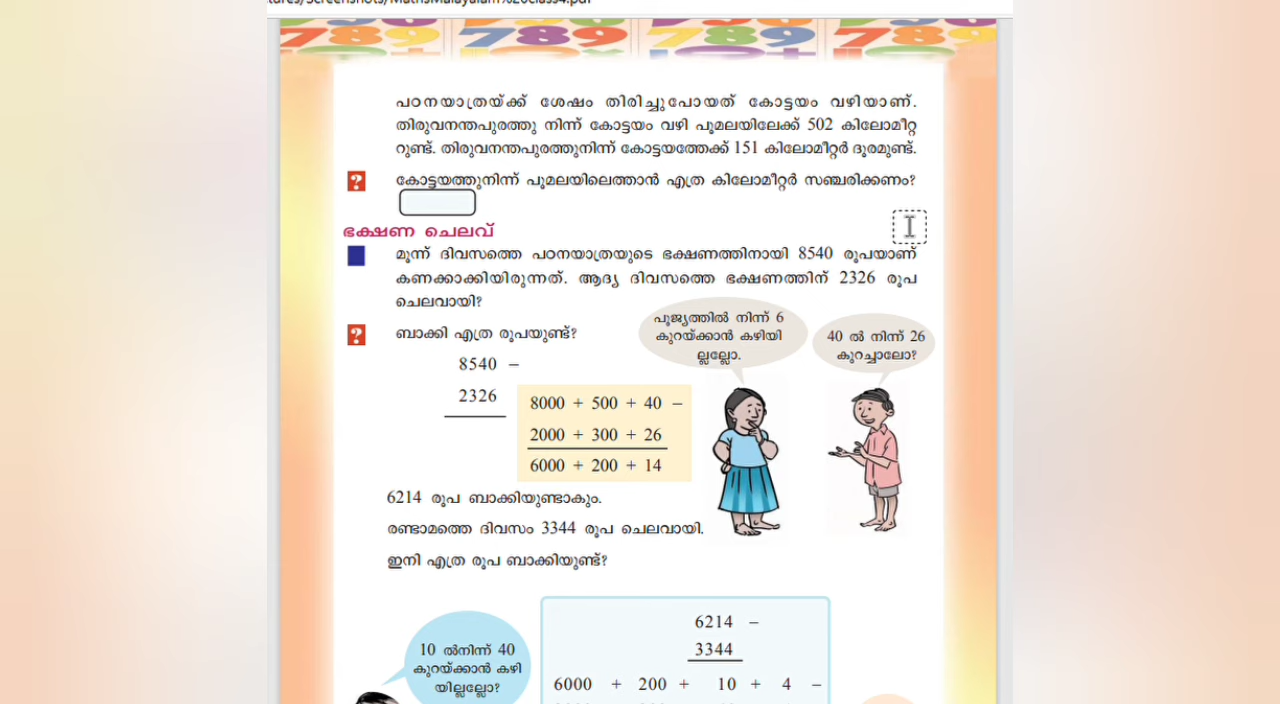 പഠനയാത്രയ്ക്ക് ശേഷം തിരിച്ചുപോയത് കോട്ടയം വഴിയാണ്.
തിരുവനന്തപുരത്തു നിന്ന് കോട്ടയം വഴി പൂമലയിലേക്ക് 502 കിലോമീറ്റ
റുണ്ട്. തിരുവനന്തപുരത്തുനിന്ന് കോട്ടയത്തേക്ക് 151 കിലോമീറ്റർ ദൂരമുണ്ട്.
? കോട്ടയത്തുനിന്ന് പൂമലയിലെത്താൻ എത്ര കിലോമീറ്റർ സഞ്ചരിക്കണം?
ഭക്ഷണ ചെലവ്
മൂന്ന് ദിവസത്തെ പഠനയാത്രയുടെ ഭക്ഷണത്തിനായി 8540 രൂപയാണ്
കണക്കാക്കിയിരുന്നത്. ആദ്യ ദിവസത്തെ ഭക്ഷണത്തിന് 2326 രൂപ
ചെലവായി?
? ബാക്കി എത്ര രൂപയുണ്ട്?
പൂജ്യത്തിൽ നിന്ന് 6
കുറയ്ക്കാൻ കഴിയി
ല്ലല്ലോ.
40 ൽ നിന്ന് 26
കുറച്ചാലോ?
8540 –
2326
8000 + 500 + 40 –
2000 + 300 + 26
6000 + 200 + 14
6214 രൂപ ബാക്കിയുണ്ടാകും.
രണ്ടാമത്തെ ദിവസം 3344 രൂപ ചെലവായി.
ഇനി എത്ര രൂപ ബാക്കിയുണ്ട്?
10 ൽനിന്ന് 40
കുറയ്ക്കാൻ കഴി
യില്ലല്ലോ?
6214 –
3344
6000 + 200 + 10 + 4 –